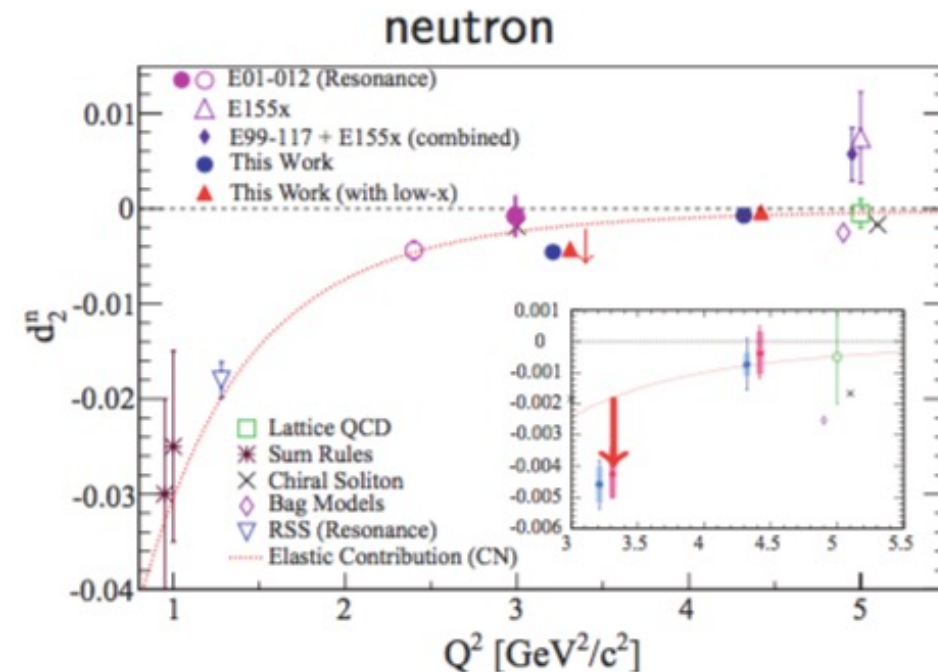 neutron
E01-012 (Resonance)
E155x
E99-117 + E155x (combined)
This Work
This Work (with low-x)
0.01
0
-0.01
-0.02
-0.03
-0.04
d₂ⁿ
Lattice QCD
Sum Rules
Chiral Soliton
Bag Models
RSS (Resonance)
Elastic Contribution (CN)
0.001
0
-0.001
-0.002
-0.003
-0.004
-0.005
-0.006
3 3.5 4 4.5 5 5.5
1 2 3 4 5
Q² [GeV²/c²]